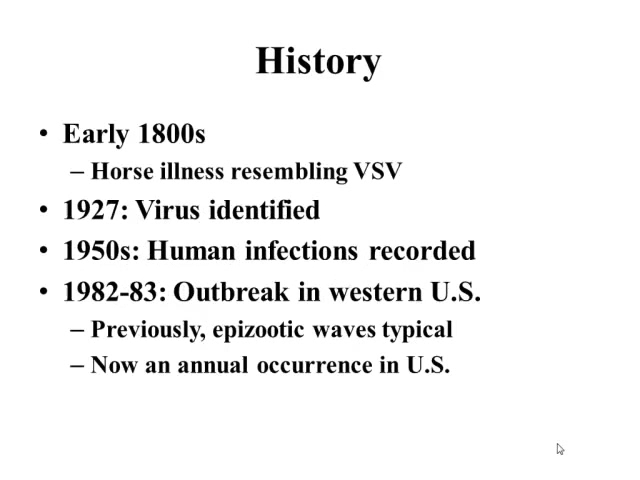 History
• Early 1800s
– Horse illness resembling VSV
• 1927: Virus identified
• 1950s: Human infections recorded
• 1982-83: Outbreak in western U.S.
– Previously, epizootic waves typical
– Now an annual occurrence in U.S.